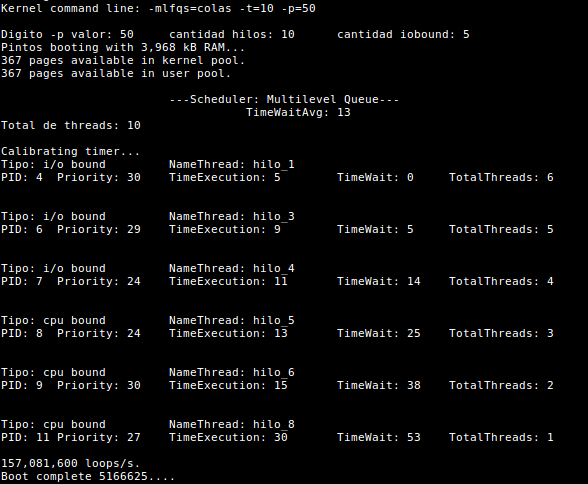 Kernel command line: -mlfqs=colas -t=10 -p=50
Digito -p valor: 50 cantidad hilos: 10 cantidad iobound: 5
Pintos booting with 3,968 kB RAM...
367 pages available in kernel pool.
367 pages available in user pool.
---Scheduler: Multilevel Queue---
TimeWaitAvg: 13
Total de threads: 10
Calibrating timer...
Tipo: i/o bound NameThread: hilo_1
PID: 4 Priority: 30 TimeExecution: 5 TimeWait: 0 TotalThreads: 6
Tipo: i/o bound NameThread: hilo_3
PID: 6 Priority: 29 TimeExecution: 9 TimeWait: 5 TotalThreads: 5
Tipo: i/o bound NameThread: hilo_4
PID: 7 Priority: 24 TimeExecution: 11 TimeWait: 14 TotalThreads: 4
Tipo: cpu bound NameThread: hilo_5
PID: 8 Priority: 24 TimeExecution: 13 TimeWait: 25 TotalThreads: 3
Tipo: cpu bound NameThread: hilo_6
PID: 9 Priority: 30 TimeExecution: 15 TimeWait: 38 TotalThreads: 2
Tipo: cpu bound NameThread: hilo_8
PID: 11 Priority: 27 TimeExecution: 30 TimeWait: 53 TotalThreads: 1
157,081,600 loops/s.
Boot complete 5166625....